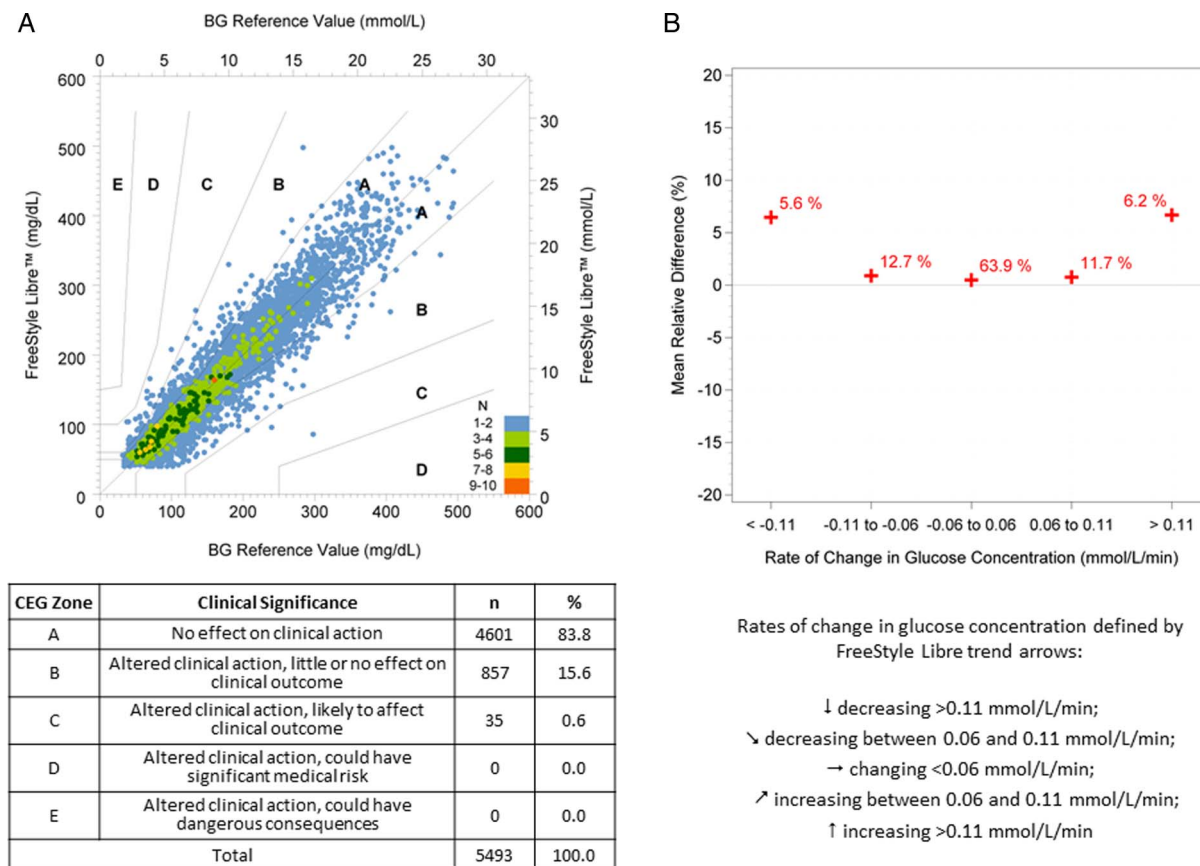 A
BG Reference Value (mmol/L)
0 5 10 15 20 25 30
600
500
400
300
200
100
0
FreeStyle Libre™ (mg/dL)
E D C B A
A
B
C
D
N
1-2
3-4
5-6
7-8
9-10
30
25
20
15
10
5
0
FreeStyle Libre™ (mmol/L)
0 100 200 300 400 500 600
BG Reference Value (mg/dL)
CEG Zone Clinical Significance n %
A No effect on clinical action 4601 83.8
B Altered clinical action, little or no effect on clinical outcome 857 15.6
C Altered clinical action, likely to affect clinical outcome 35 0.6
D Altered clinical action, could have significant medical risk 0 0.0
E Altered clinical action, could have dangerous consequences 0 0.0
Total 5493 100.0
B
20
15
10
5
0
-5
-10
-15
-20
Mean Relative Difference (%)
5.6 %
12.7 %
63.9 %
11.7 %
6.2 %
< -0.11 -0.11 to -0.06 -0.06 to 0.06 0.06 to 0.11 > 0.11
Rate of Change in Glucose Concentration (mmol/L/min)
Rates of change in glucose concentration defined by
FreeStyle Libre trend arrows:
↓ decreasing >0.11 mmol/L/min;
↘ decreasing between 0.06 and 0.11 mmol/L/min;
→ changing <0.06 mmol/L/min;
↗ increasing between 0.06 and 0.11 mmol/L/min;
↑ increasing >0.11 mmol/L/min